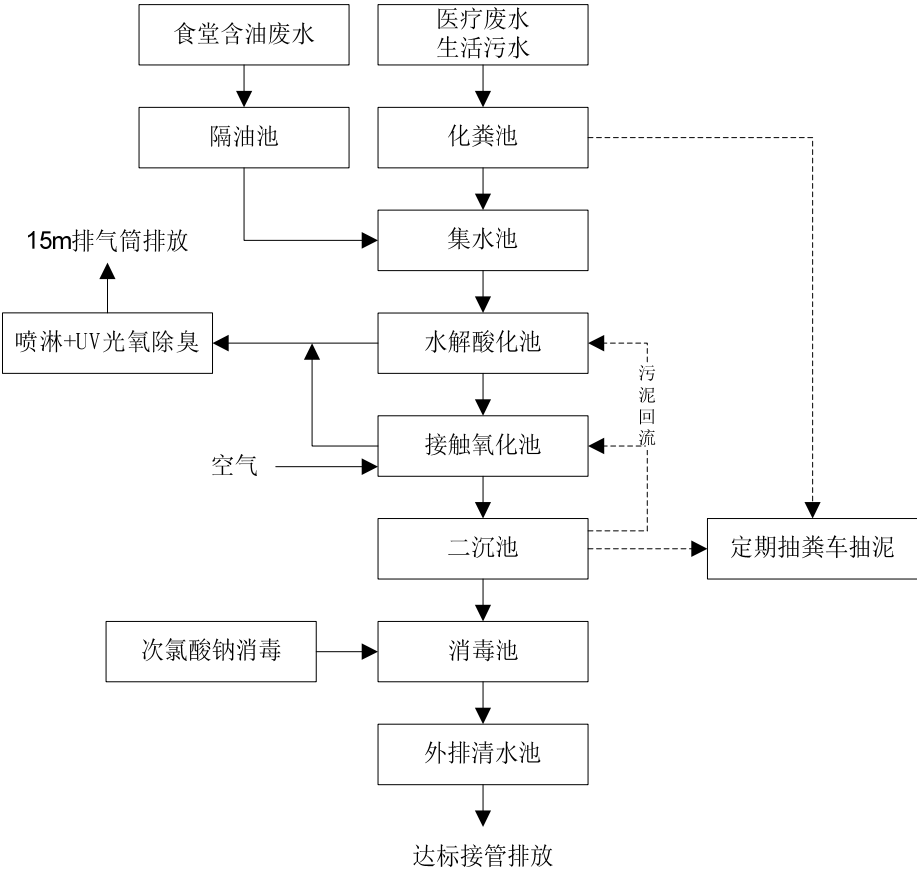 食堂含油废水
医疗废水
生活污水
隔油池
化粪池
集水池
15m排气筒排放
喷淋+UV光氧除臭
水解酸化池
污泥回流
接触氧化池
空气
二沉池
定期抽粪车抽泥
次氯酸钠消毒
消毒池
外排清水池
达标接管排放